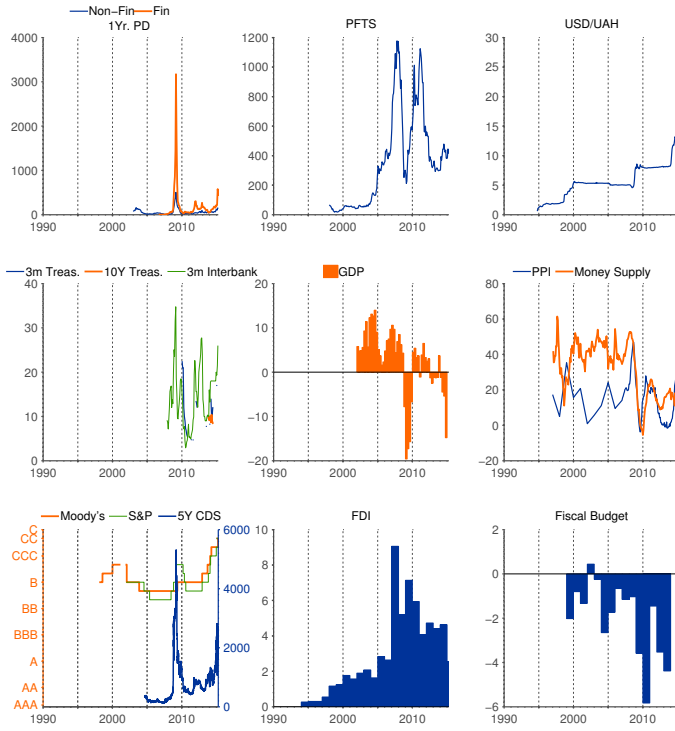 Non-Fin Fin
1Yr. PD
4000
3000
2000
1000
0
1990 2000 2010
PFTS
1200
1000
800
600
400
200
0
1990 2000 2010
USD/UAH
30
25
20
15
10
5
0
1990 2000 2010
3m Treas. 10Y Treas. 3m Interbank
40
30
20
10
0
1990 2000 2010
GDP
20
10
0
−10
−20
1990 2000 2010
PPI Money Supply
80
60
40
20
0
−20
1990 2000 2010
Moody's S&P 5Y CDS
C
CC
CCC
B
BB
BBB
A
AA
AAA
6000
4000
2000
0
1990 2000 2010
FDI
10
8
6
4
2
0
1990 2000 2010
Fiscal Budget
2
0
−2
−4
−6
1990 2000 2010